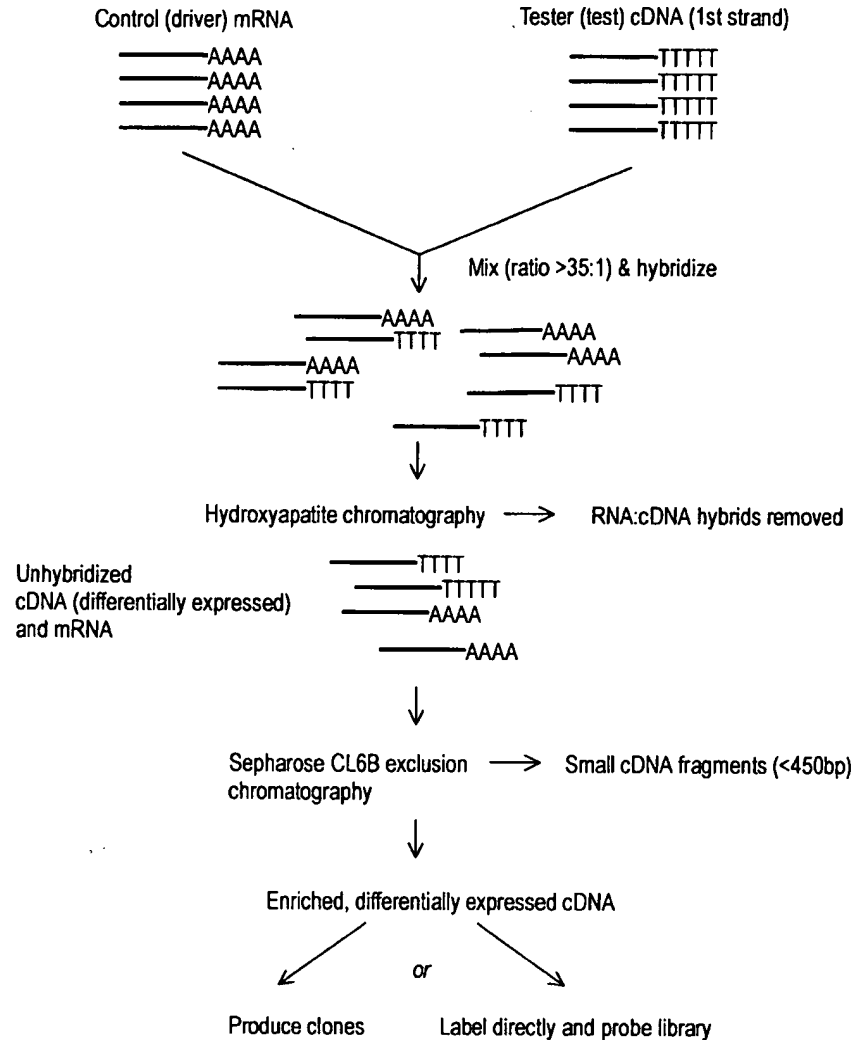 Control (driver) mRNA
Tester (test) cDNA (1st strand)
AAAA
AAAA
AAAA
AAAA
TTTTT
TTTTT
TTTTT
TTTTT
Mix (ratio >35:1) & hybridize
AAAA
TTTT
AAAA
TTTT
AAAA
AAAA
TTTT
TTTT
Hydroxyapatite chromatography
RNA:cDNA hybrids removed
Unhybridized
cDNA (differentially expressed)
and mRNA
TTTT
TTTTT
AAAA
AAAA
Sepharose CL6B exclusion
chromatography
Small cDNA fragments (<450bp)
Enriched, differentially expressed cDNA
or
Produce clones
Label directly and probe library